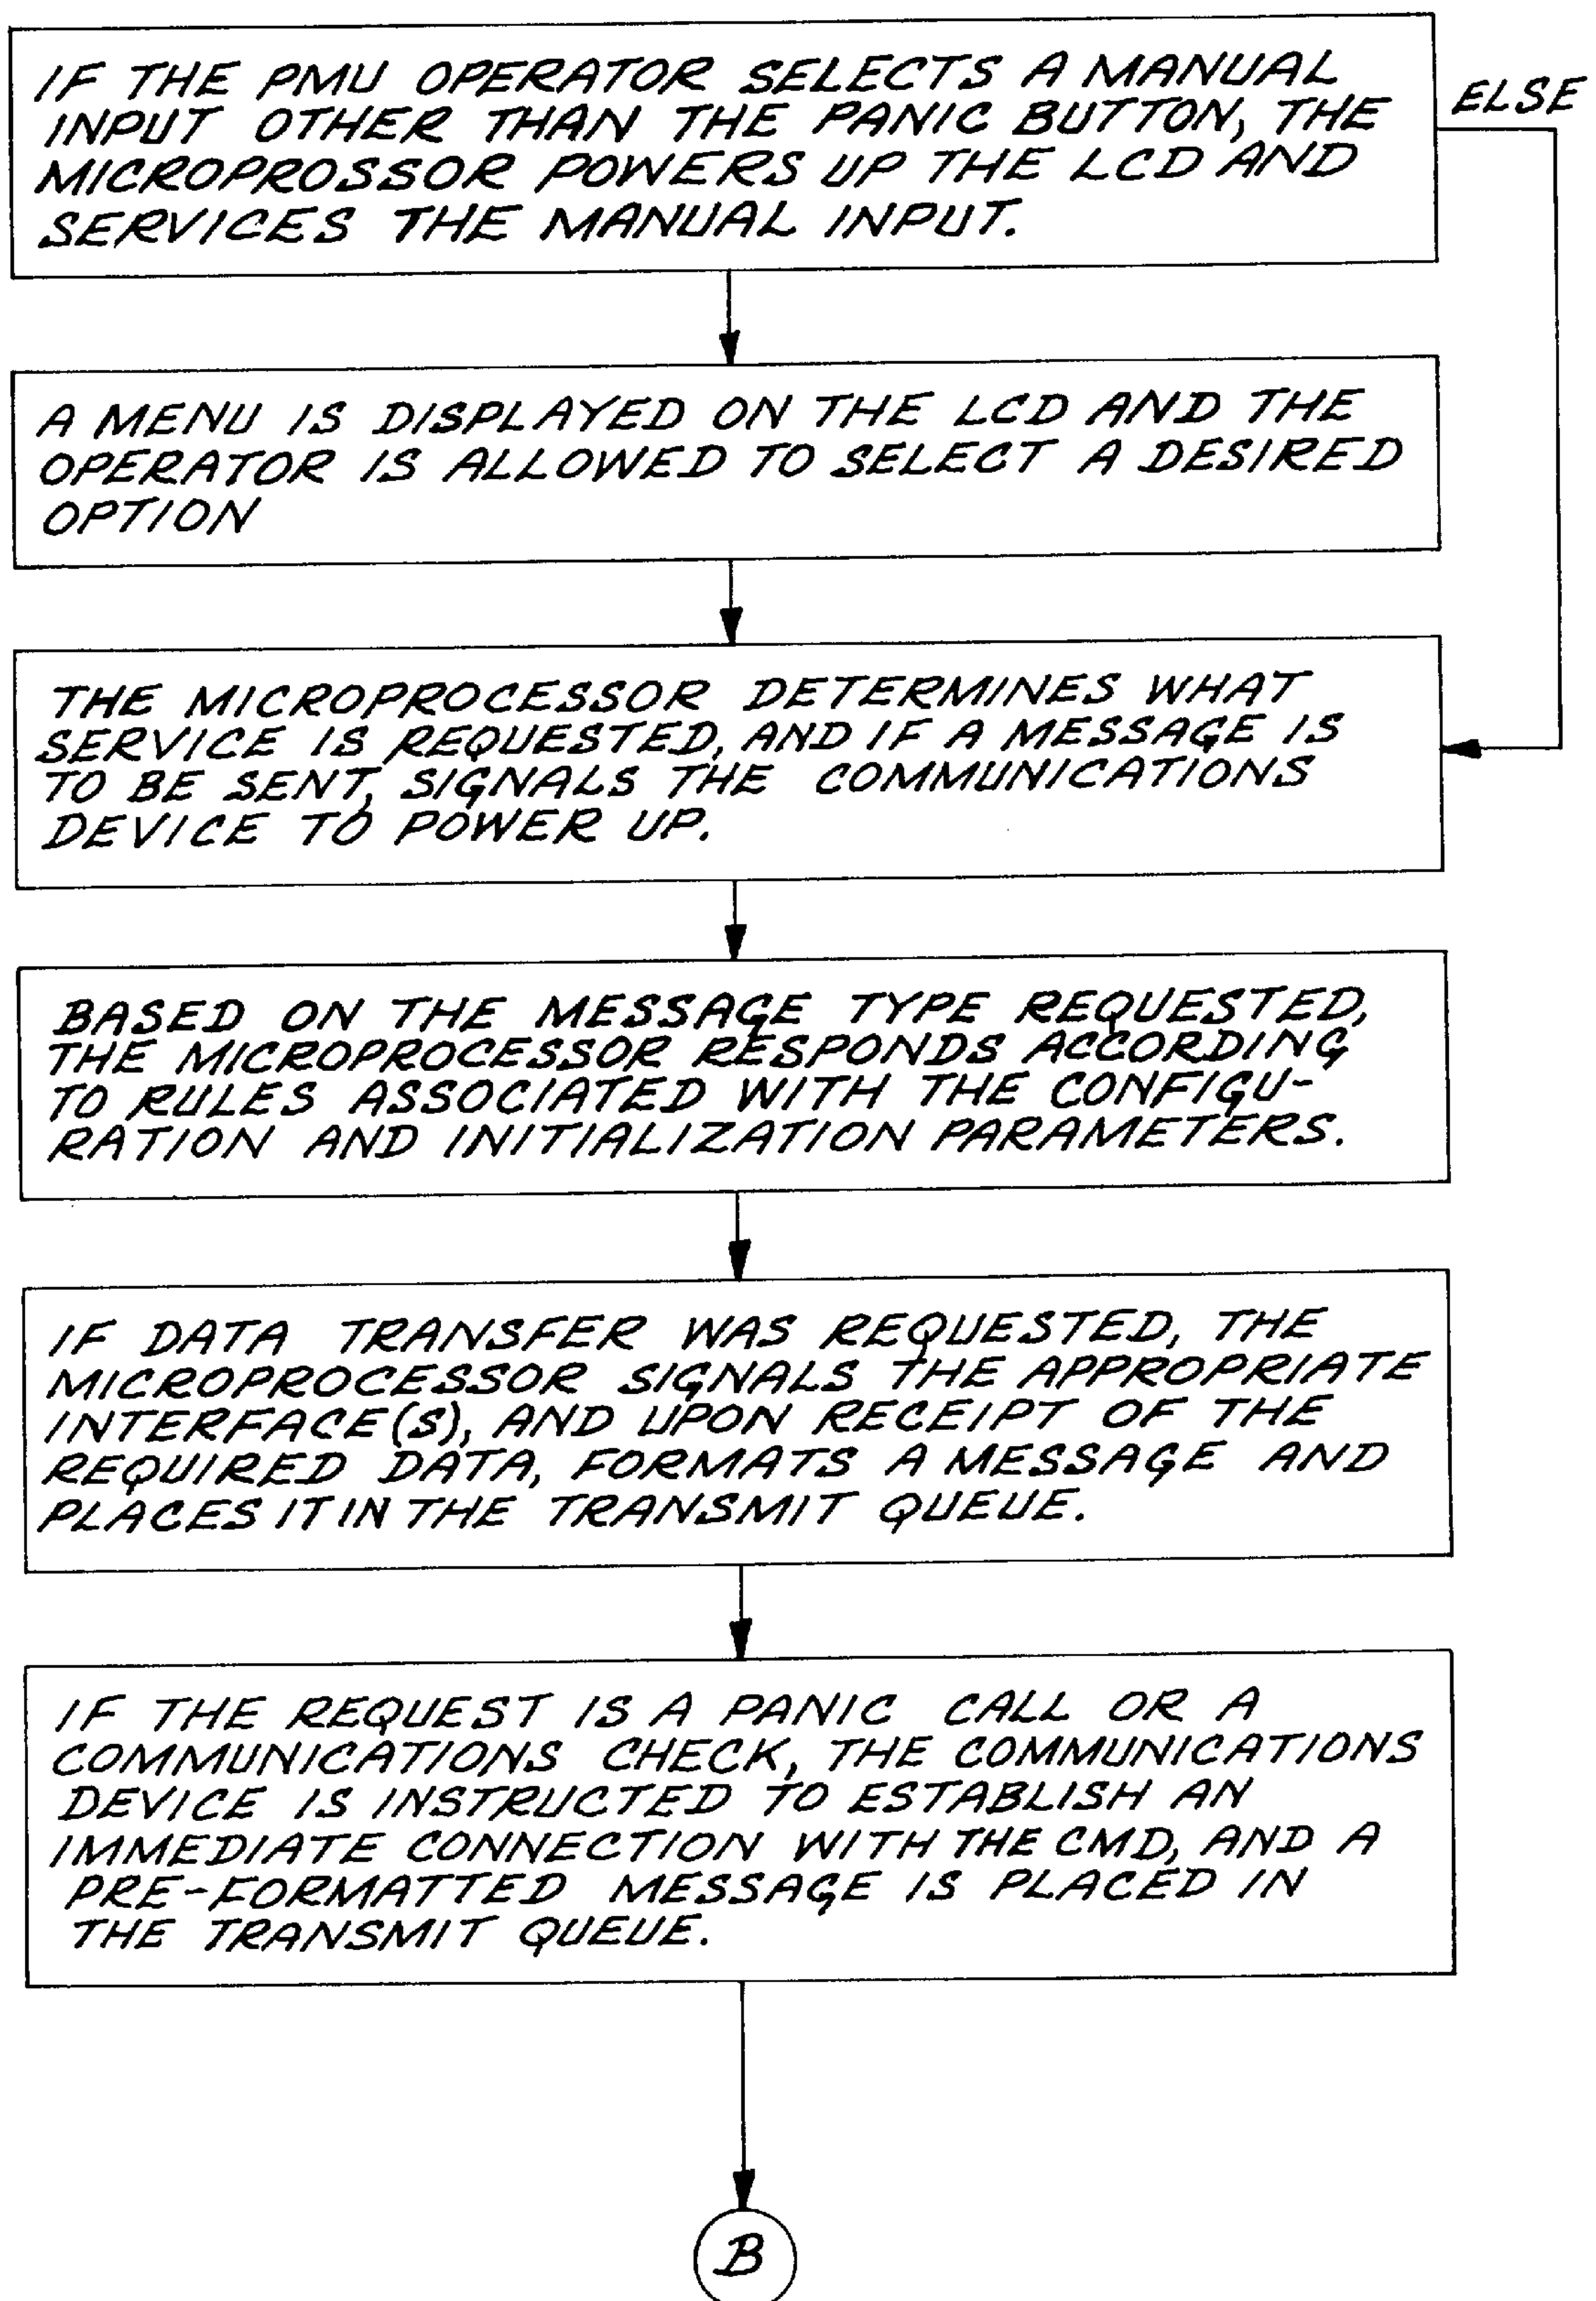 IF THE PMU OPERATOR SELECTS A MANUAL
INPUT OTHER THAN THE PANIC BUTTON, THE
MICROPROSSOR POWERS UP THE LCD AND
SERVICES THE MANUAL INPUT.
ELSE
A MENU IS DISPLAYED ON THE LCD AND THE
OPERATOR IS ALLOWED TO SELECT A DESIRED
OPTION
THE MICROPROCESSOR DETERMINES WHAT
SERVICE IS REQUESTED, AND IF A MESSAGE IS
TO BE SENT, SIGNALS THE COMMUNICATIONS
DEVICE TO POWER UP.
BASED ON THE MESSAGE TYPE REQUESTED,
THE MICROPROCESSOR RESPONDS ACCORDING
TO RULES ASSOCIATED WITH THE CONFIGU-
RATION AND INITIALIZATION PARAMETERS.
IF DATA TRANSFER WAS REQUESTED, THE
MICROPROCESSOR SIGNALS THE APPROPRIATE
INTERFACE(S), AND UPON RECEIPT OF THE
REQUIRED DATA, FORMATS A MESSAGE AND
PLACES IT IN THE TRANSMIT QUEUE.
IF THE REQUEST IS A PANIC CALL OR A
COMMUNICATIONS CHECK, THE COMMUNICATIONS
DEVICE IS INSTRUCTED TO ESTABLISH AN
IMMEDIATE CONNECTION WITH THE CMD, AND A
PRE-FORMATTED MESSAGE IS PLACED IN
THE TRANSMIT QUEUE.
B